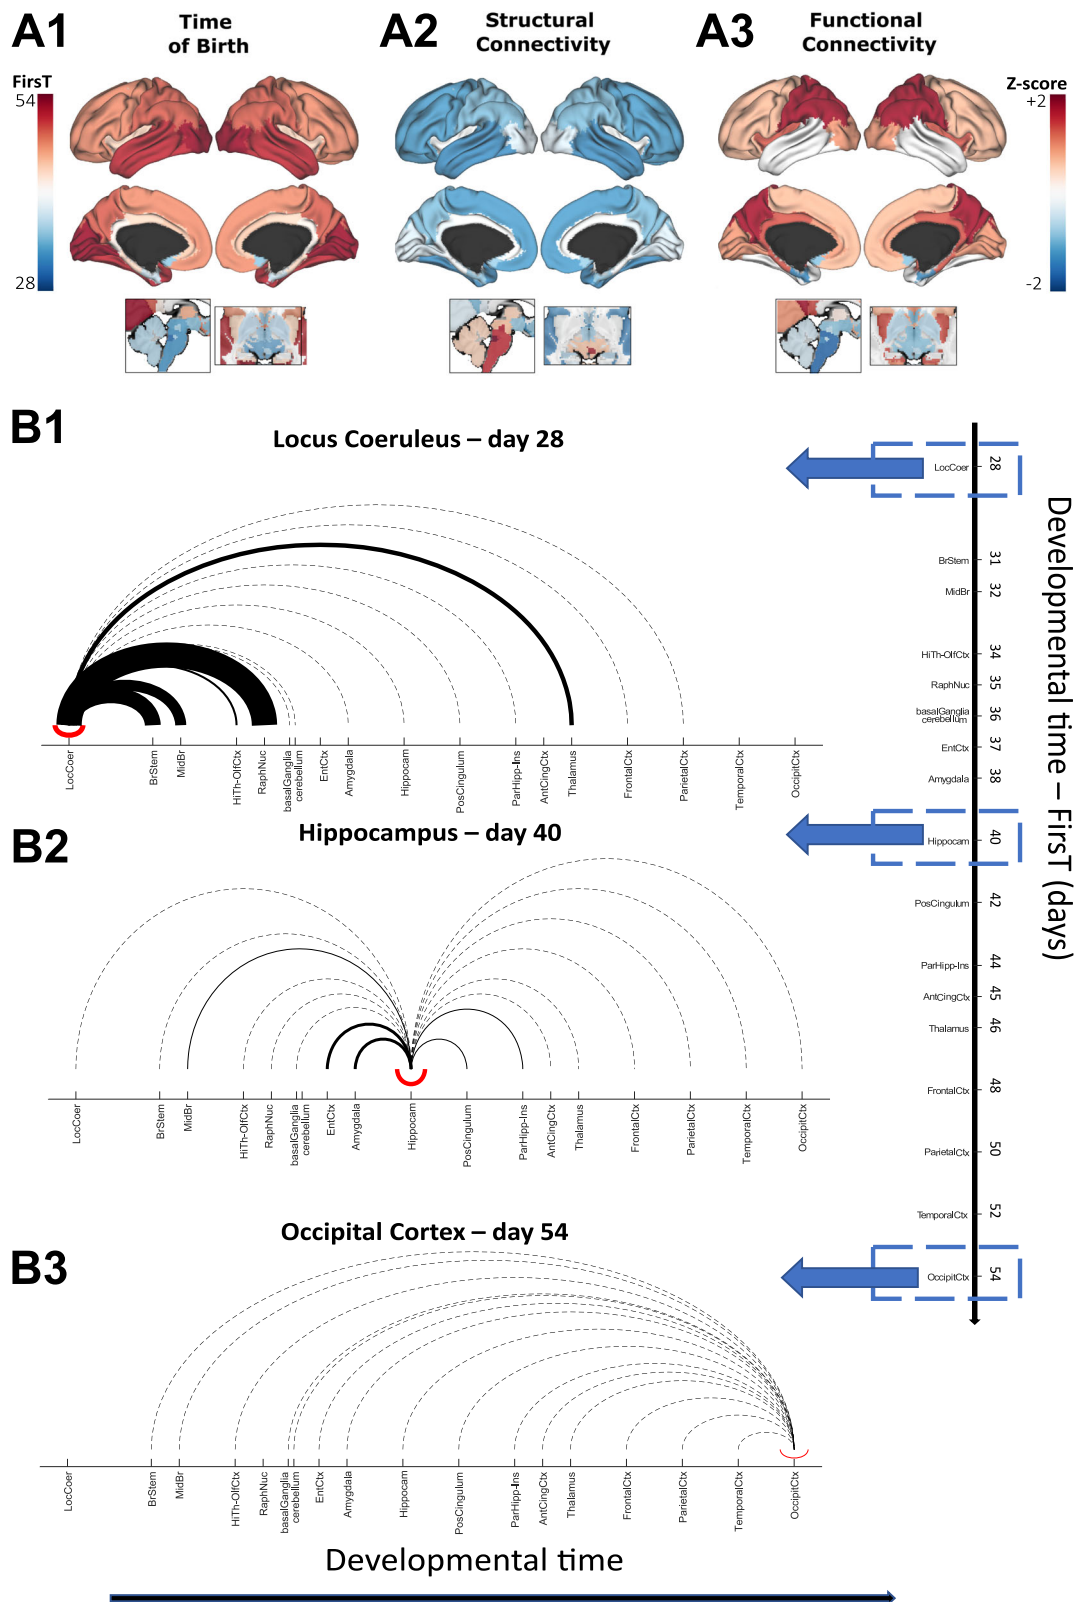 A1
Time
of Birth
A2
Structural
Connectivity
A3
Functional
Connectivity
FirsT
54
28
Z-score
+2
-2
B1
Locus Coeruleus – day 28
LocCoer
BrStem
MidBr
HiTh-OlfCtx
RaphNuc
basalGanglia
cerebellum
EntCtx
Amygdala
Hippocam
PosCingulum
ParHipp-Ins
AntCingCtx
Thalamus
FrontalCtx
ParietalCtx
TemporalCtx
OccipitCtx
B2
Hippocampus – day 40
LocCoer
BrStem
MidBr
HiTh-OlfCtx
RaphNuc
basalGanglia
cerebellum
EntCtx
Amygdala
Hippocam
PosCingulum
ParHipp-Ins
AntCingCtx
Thalamus
FrontalCtx
ParietalCtx
TemporalCtx
OccipitCtx
B3
Occipital Cortex – day 54
LocCoer
BrStem
MidBr
HiTh-OlfCtx
RaphNuc
basalGanglia
cerebellum
EntCtx
Amygdala
Hippocam
PosCingulum
ParHipp-Ins
AntCingCtx
Thalamus
FrontalCtx
ParietalCtx
TemporalCtx
OccipitCtx
Developmental time
LocCoer 28
BrStem 31
MidBr 32
HiTh-OlfCtx 34
RaphNuc 35
basalGanglia
cerebellum 36
EntCtx 37
Amygdala 38
Hippocam 40
PosCingulum 42
ParHipp-Ins 44
AntCingCtx 45
Thalamus 46
FrontalCtx 48
ParietalCtx 50
TemporalCtx 52
OccipitCtx 54
Developmental time – FirsT (days)